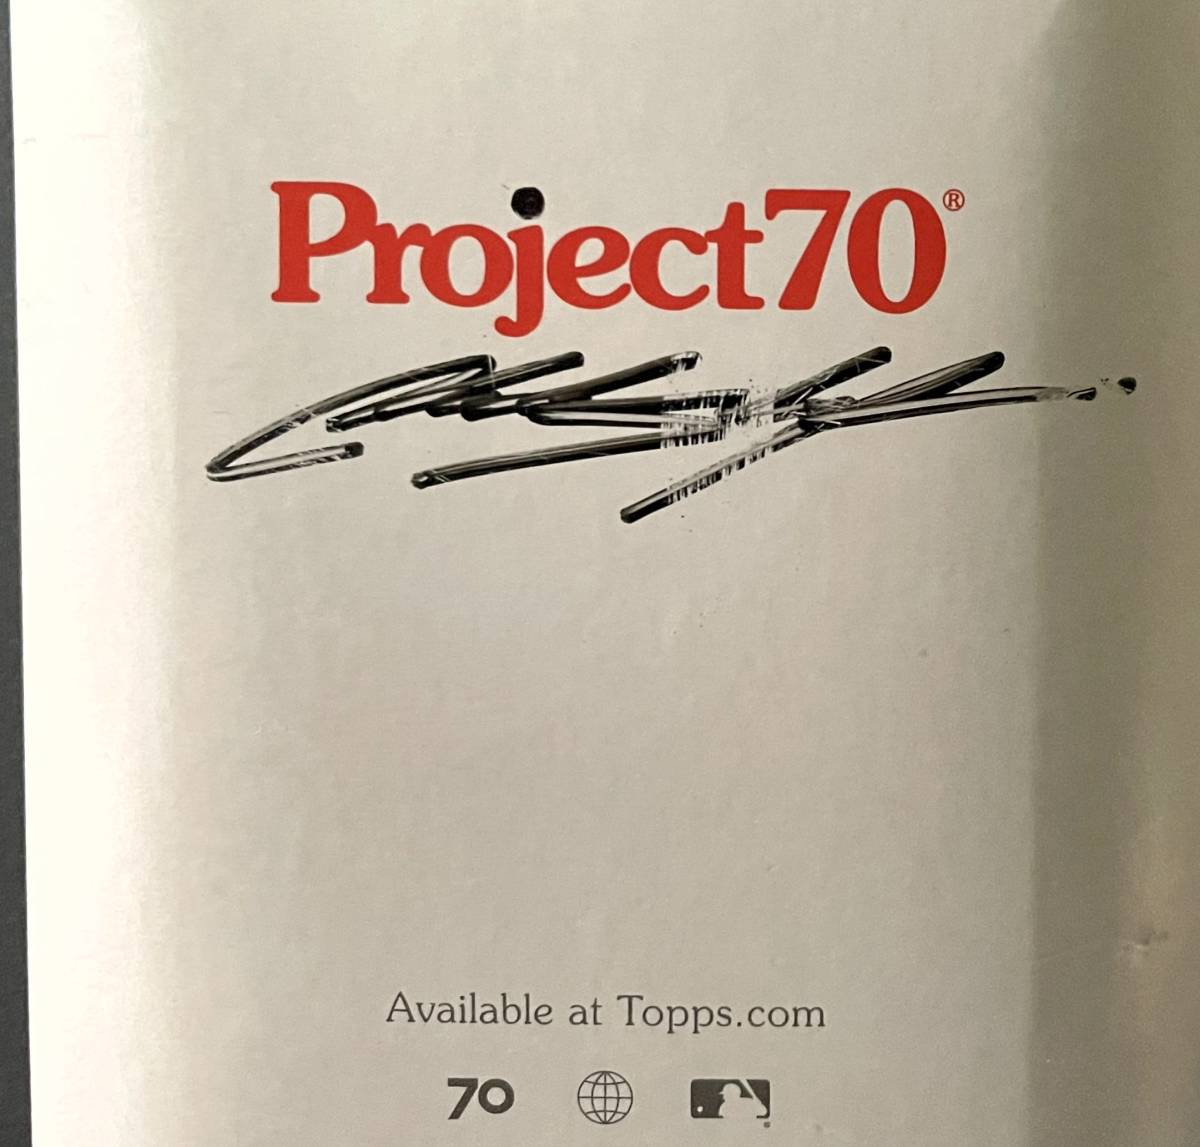 Project70®
Available at Topps.com
70